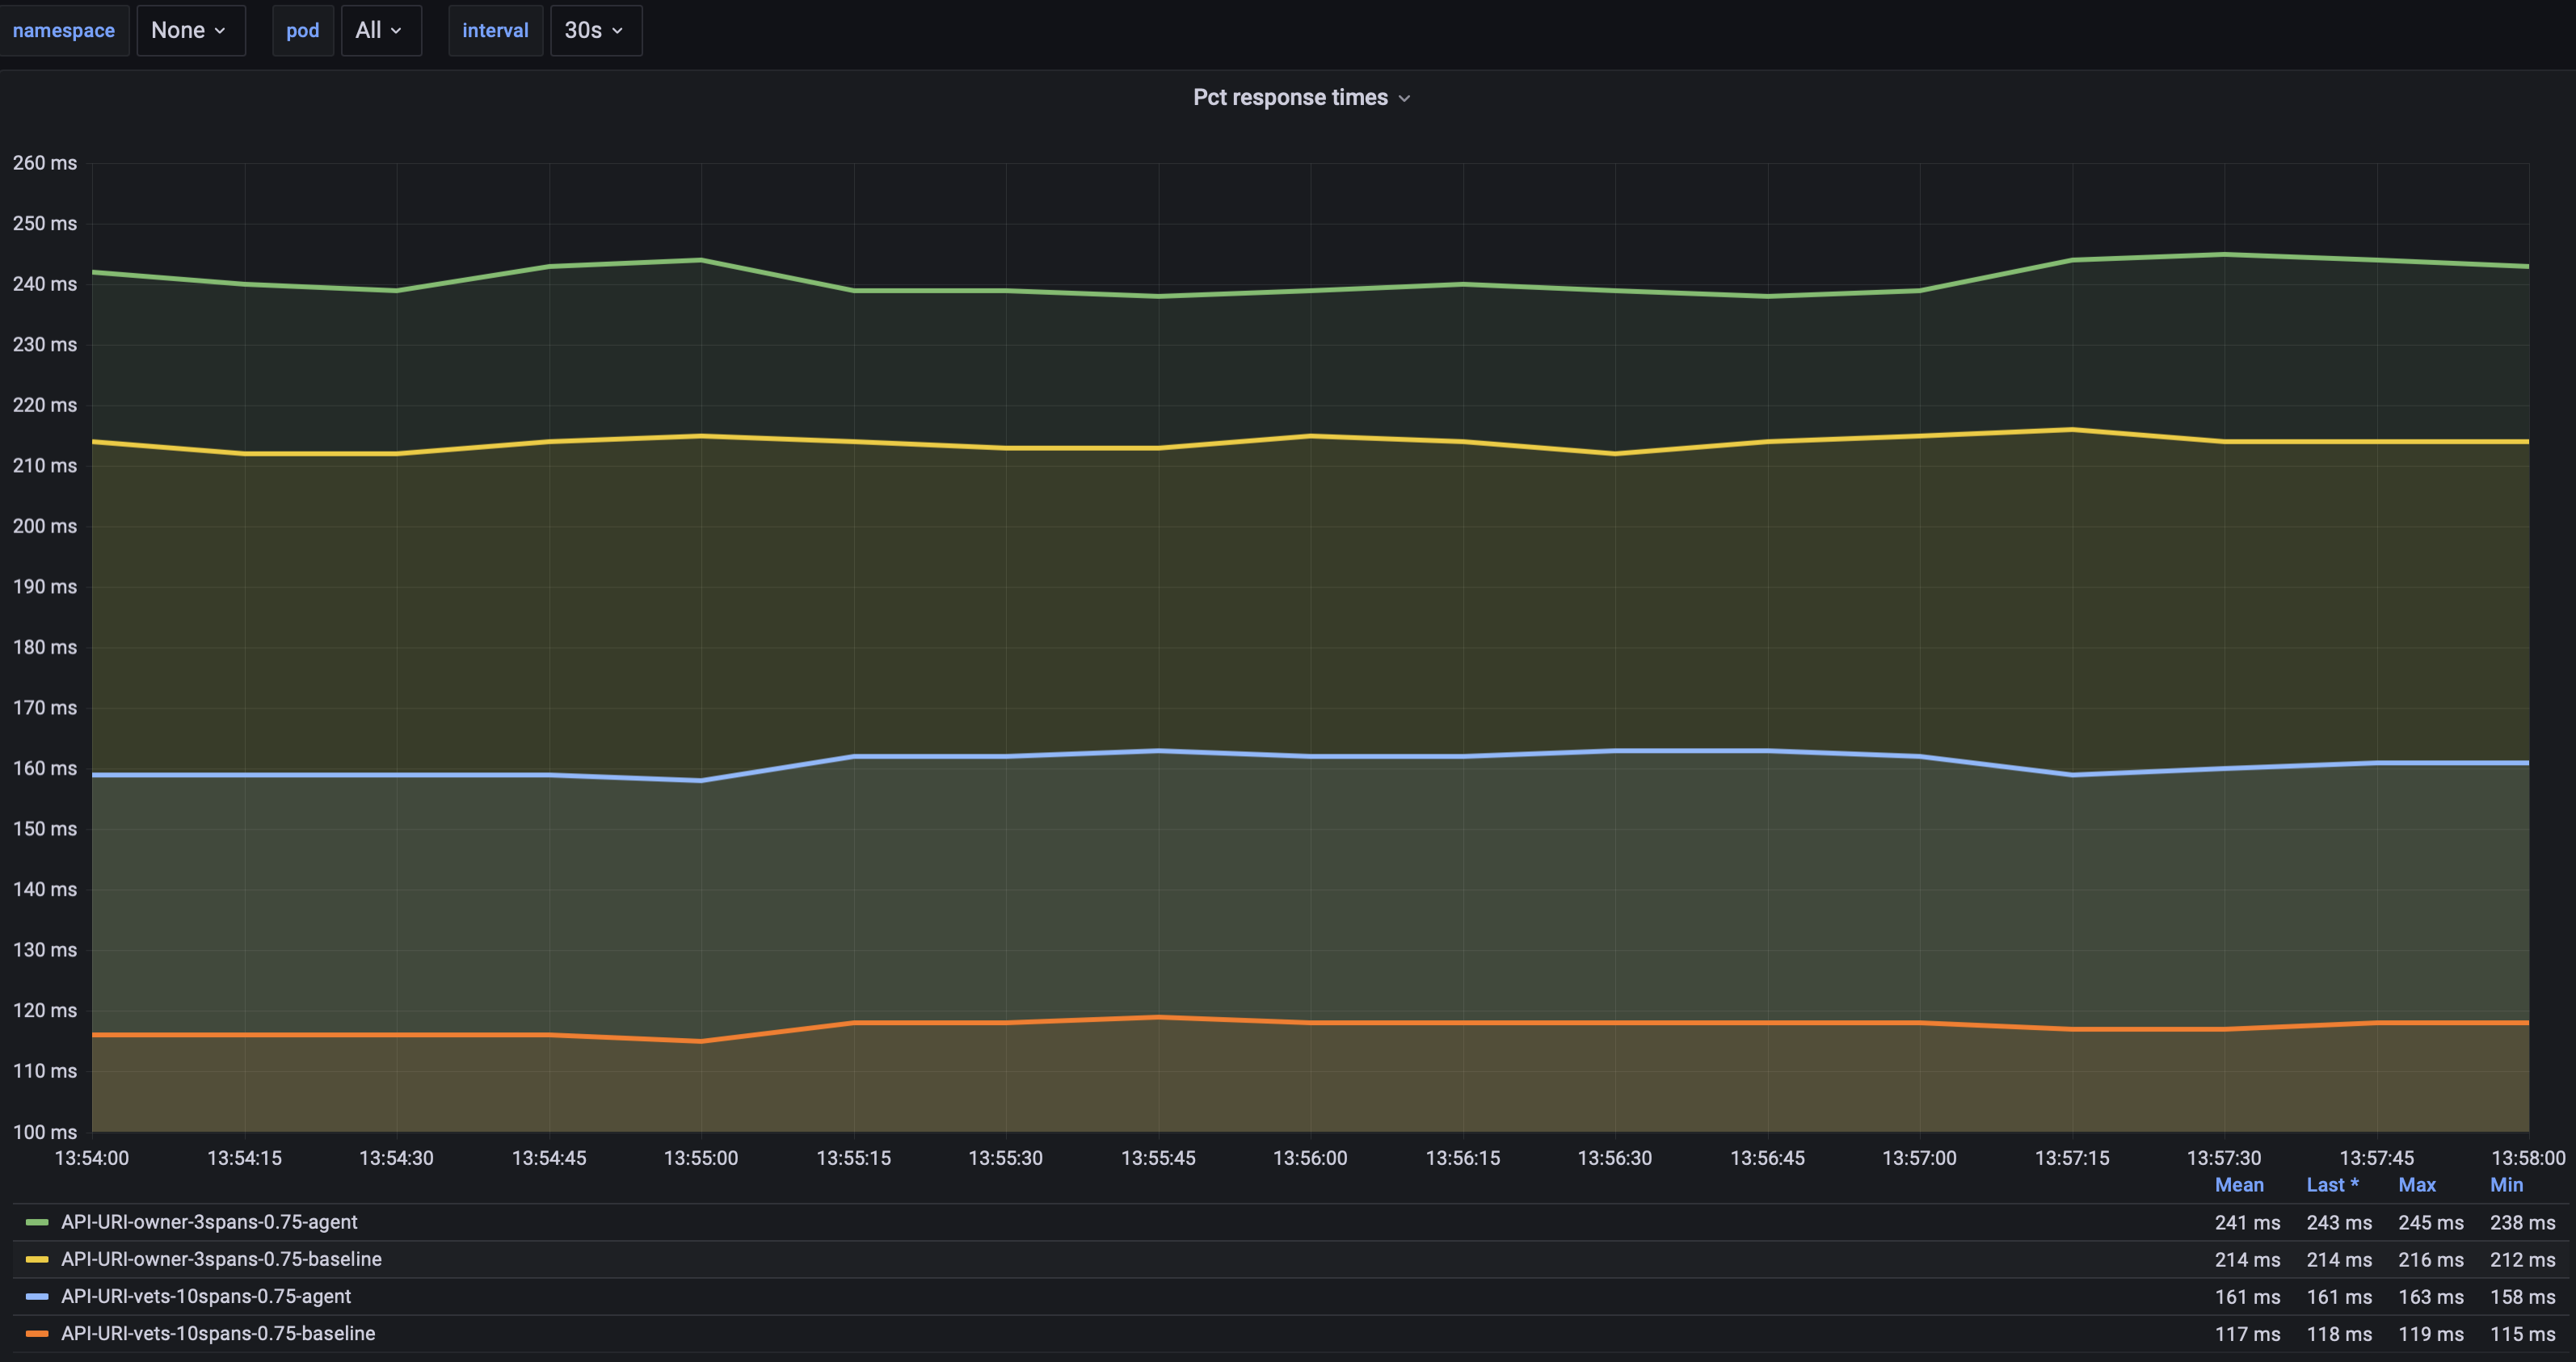 namespace None pod All interval 30s
Pct response times
260 ms
250 ms
240 ms
230 ms
220 ms
210 ms
200 ms
190 ms
180 ms
170 ms
160 ms
150 ms
140 ms
130 ms
120 ms
110 ms
100 ms
13:54:00 13:54:15 13:54:30 13:54:45 13:55:00 13:55:15 13:55:30 13:55:45 13:56:00 13:56:15 13:56:30 13:56:45 13:57:00 13:57:15 13:57:30 13:57:45 13:58:00
Mean Last * Max Min
API-URI-owner-3spans-0.75-agent 241 ms 243 ms 245 ms 238 ms
API-URI-owner-3spans-0.75-baseline 214 ms 214 ms 216 ms 212 ms
API-URI-vets-10spans-0.75-agent 161 ms 161 ms 163 ms 158 ms
API-URI-vets-10spans-0.75-baseline 117 ms 118 ms 119 ms 115 ms